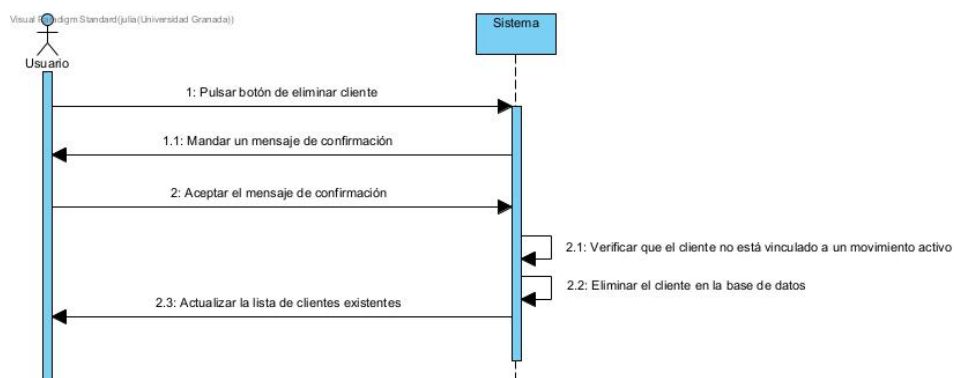 Visual Paradigm Standard(julia(Universidad Granada))
Sistema
Usuario
1: Pulsar botón de eliminar cliente
1.1: Mandar un mensaje de confirmación
2: Aceptar el mensaje de confirmación
2.1: Verificar que el cliente no está vinculado a un movimiento activo
2.2: Eliminar el cliente en la base de datos
2.3: Actualizar la lista de clientes existentes